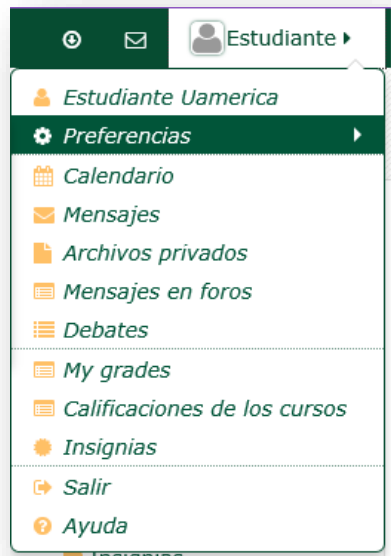 Estudiante
Estudiante Uamerica
Preferencias
Calendario
Mensajes
Archivos privados
Mensajes en foros
Debates
My grades
Calificaciones de los cursos
Insignias
Salir
Ayuda